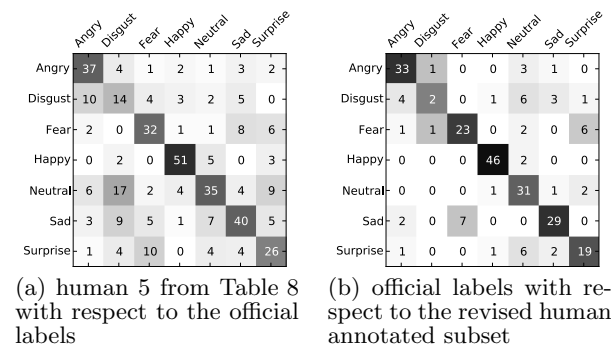 Angry Disgust Fear Happy Neutral Sad Surprise
Angry 37 4 1 2 1 3 2
Disgust 10 14 4 3 2 5 0
Fear 2 0 32 1 1 8 6
Happy 0 2 0 51 5 0 3
Neutral 6 17 2 4 35 4 9
Sad 3 9 5 1 7 40 5
Surprise 1 4 10 0 4 4 26
(a) human 5 from Table 8
with respect to the official
labels
Angry Disgust Fear Happy Neutral Sad Surprise
Angry 33 1 0 0 3 1 0
Disgust 4 2 0 1 6 3 1
Fear 1 1 23 0 0 0 6
Happy 0 0 0 46 2 0 0
Neutral 0 0 0 1 31 1 2
Sad 2 0 7 0 0 29 0
Surprise 1 0 0 1 6 2 19
(b) official labels with re-
spect to the revised human
annotated subset